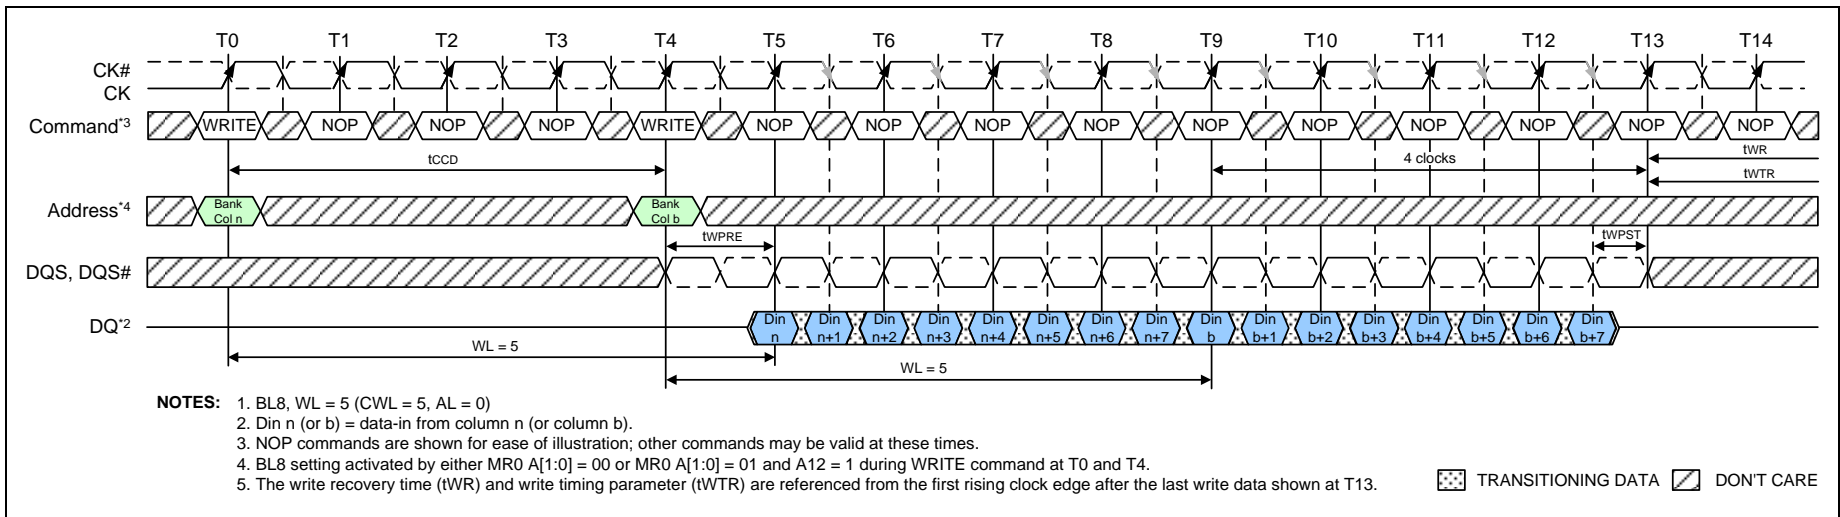 T0 T1 T2 T3 T4 T5 T6 T7 T8 T9 T10 T11 T12 T13 T14
CK#
CK
Command*3 WRITE NOP NOP NOP WRITE NOP NOP NOP NOP NOP NOP NOP NOP NOP NOP
tCCD 4 clocks tWR
tWTR
Address*4 Bank Col n Bank Col b
tWPRE tWPST
DQS, DQS#
DQ*2 Din n Din n+1 Din n+2 Din n+3 Din n+4 Din n+5 Din n+6 Din n+7 Din b Din b+1 Din b+2 Din b+3 Din b+4 Din b+5 Din b+6 Din b+7
WL = 5
WL = 5
NOTES: 1. BL8, WL = 5 (CWL = 5, AL = 0)
2. Din n (or b) = data-in from column n (or column b).
3. NOP commands are shown for ease of illustration; other commands may be valid at these times.
4. BL8 setting activated by either MR0 A[1:0] = 00 or MR0 A[1:0] = 01 and A12 = 1 during WRITE command at T0 and T4.
5. The write recovery time (tWR) and write timing parameter (tWTR) are referenced from the first rising clock edge after the last write data shown at T13.
TRANSITIONING DATA DON'T CARE